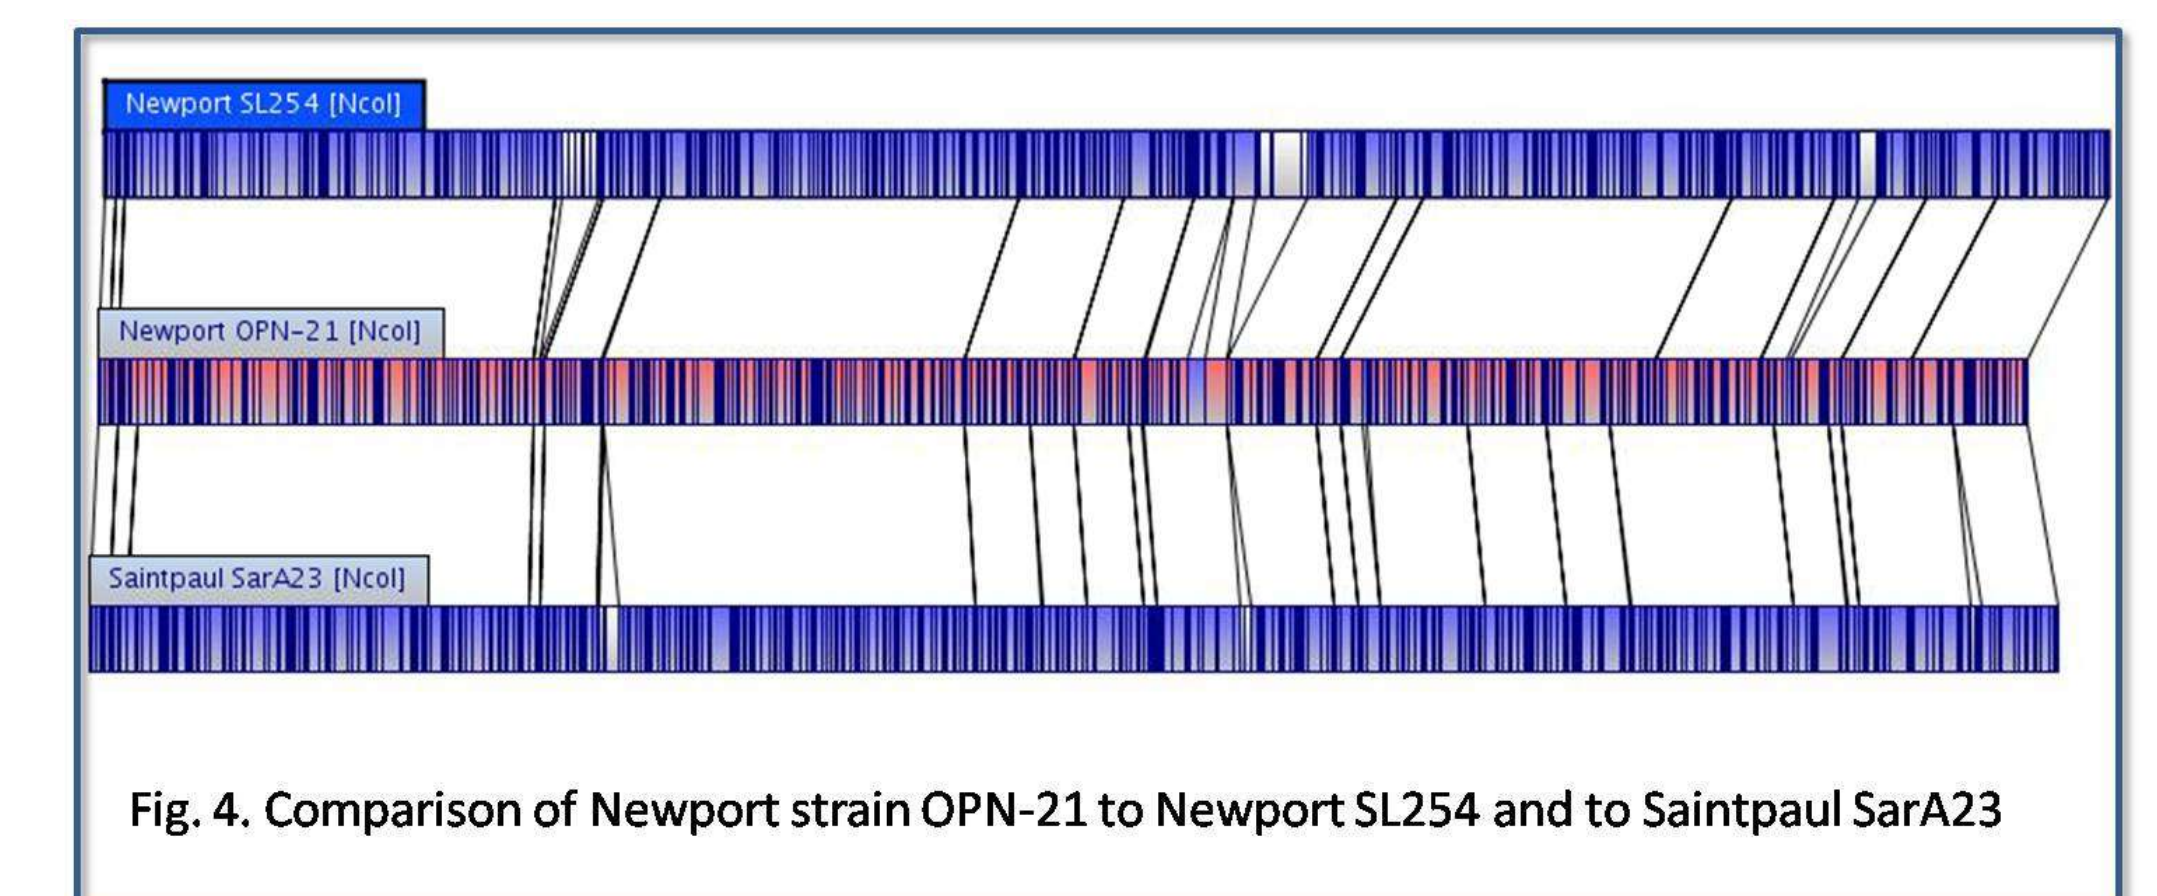 Newport SL254 [NcoI]
Newport OPN-21 [NcoI]
Saintpaul SarA23 [NcoI]
Fig. 4. Comparison of Newport strain OPN-21 to Newport SL254 and to Saintpaul SarA23